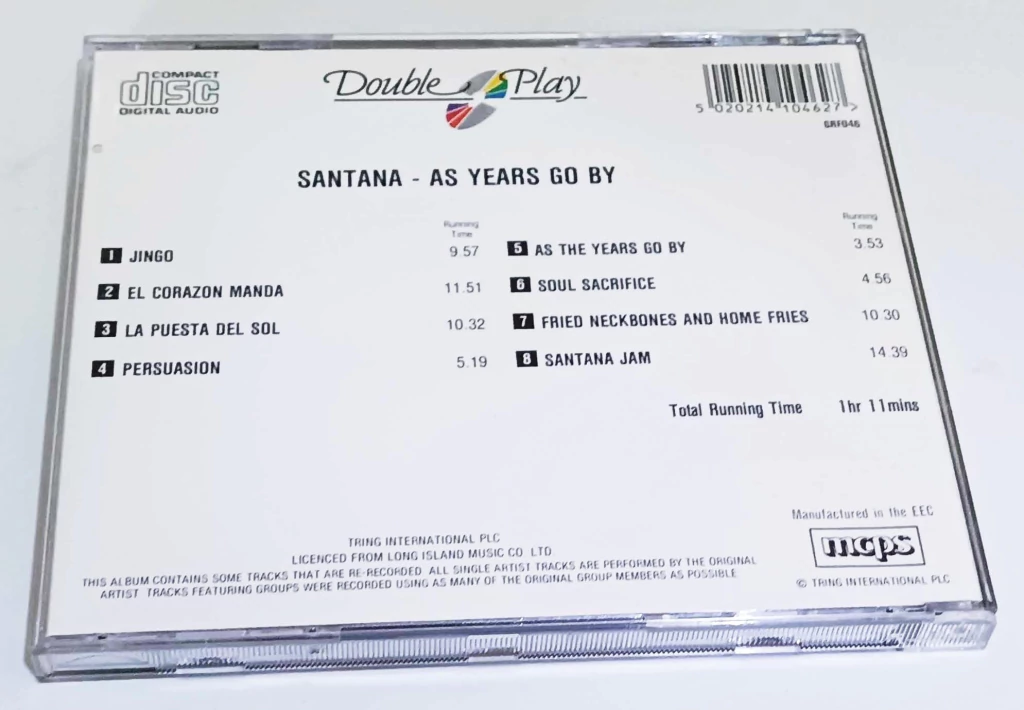 COMPACT
disc
DIGITAL AUDIO
Double Play
5 020214 104627 >
GRF046
SANTANA - AS YEARS GO BY
Running
Time
1 JINGO 9.57
2 EL CORAZON MANDA 11.51
3 LA PUESTA DEL SOL 10.32
4 PERSUASION 5.19
Running
Time
5 AS THE YEARS GO BY 3.53
6 SOUL SACRIFICE 4.56
7 FRIED NECKBONES AND HOME FRIES 10.30
8 SANTANA JAM 14.39
Total Running Time 1hr 11mins
TRING INTERNATIONAL PLC
LICENCED FROM LONG ISLAND MUSIC CO LTD
THIS ALBUM CONTAINS SOME TRACKS THAT ARE RE-RECORDED ALL SINGLE ARTIST TRACKS ARE PERFORMED BY THE ORIGINAL
ARTIST TRACKS FEATURING GROUPS WERE RECORDED USING AS MANY OF THE ORIGINAL GROUP MEMBERS AS POSSIBLE
Manufactured in the EEC
mcps
© TRING INTERNATIONAL PLC